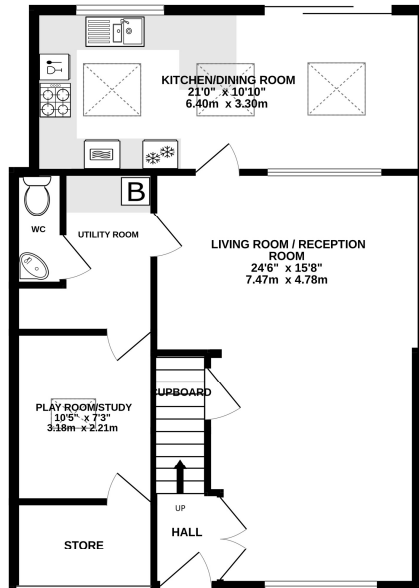 KITCHEN/DINING ROOM
21'0" x 10'10"
6.40m x 3.30m
B
WC
UTILITY ROOM
LIVING ROOM / RECEPTION
ROOM
24'6" x 15'8"
7.47m x 4.78m
CUPBOARD
PLAY ROOM/STUDY
10'5" x 7'3"
3.18m x 2.21m
UP
HALL
STORE